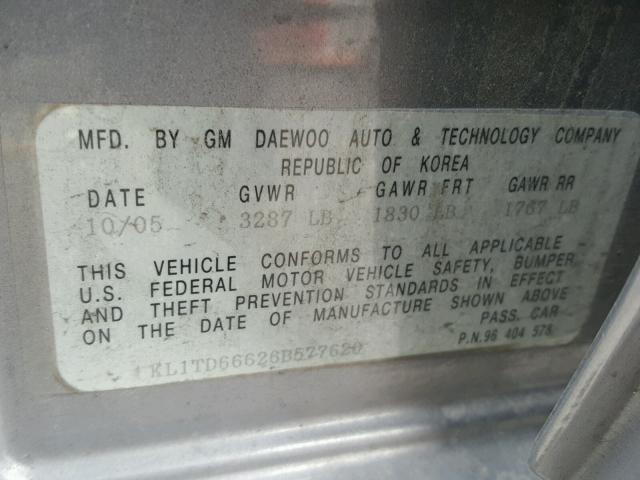 MFD. BY GM DAEWOO AUTO & TECHNOLOGY COMPANY
REPUBLIC OF KOREA
DATE GVWR GAWR FRT GAWR RR
10/05 3287 LB 1830 LB 1767 LB
THIS VEHICLE CONFORMS TO ALL APPLICABLE
U.S. FEDERAL MOTOR VEHICLE SAFETY, BUMPER
AND THEFT PREVENTION STANDARDS IN EFFECT
ON THE DATE OF MANUFACTURE SHOWN ABOVE
PASS. CAR
P.N.96 404 578
KL1TD66626B577620